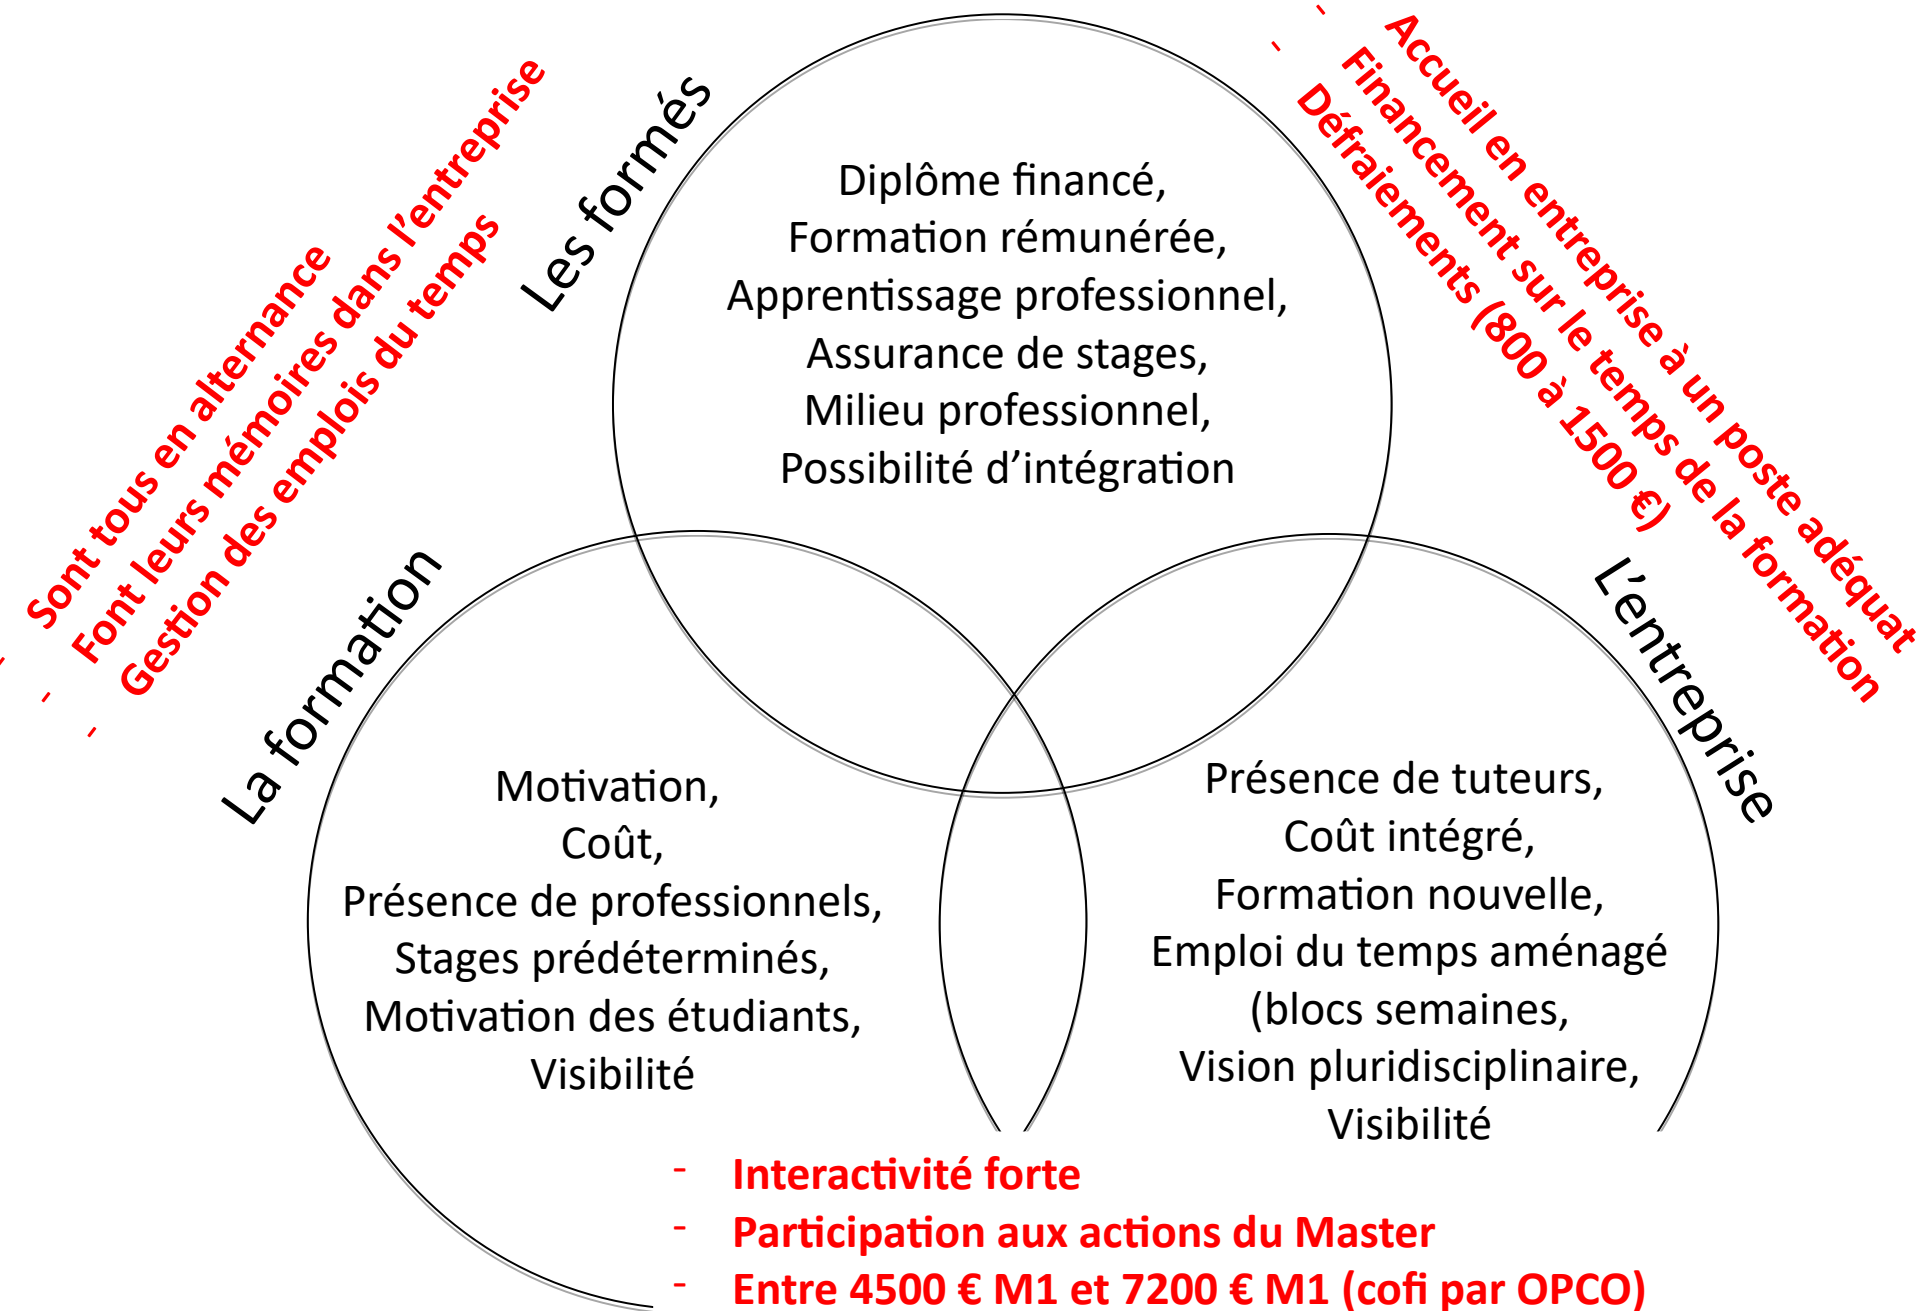 - Sont tous en alternance
- Font leurs mémoires dans l’entreprise
- Gestion des emplois du temps
Les formés
Diplôme financé,
Formation rémunérée,
Apprentissage professionnel,
Assurance de stages,
Milieu professionnel,
Possibilité d’intégration
- Accueil en entreprise à un poste adéquat
- Financement sur le temps de la formation
- Défraiements (800 à 1500 €)
La formation
Motivation,
Coût,
Présence de professionnels,
Stages prédéterminés,
Motivation des étudiants,
Visibilité
L’entreprise
Présence de tuteurs,
Coût intégré,
Formation nouvelle,
Emploi du temps aménagé
(blocs semaines,
Vision pluridisciplinaire,
Visibilité
- Interactivité forte
- Participation aux actions du Master
- Entre 4500 € M1 et 7200 € M1 (cofi par OPCO)